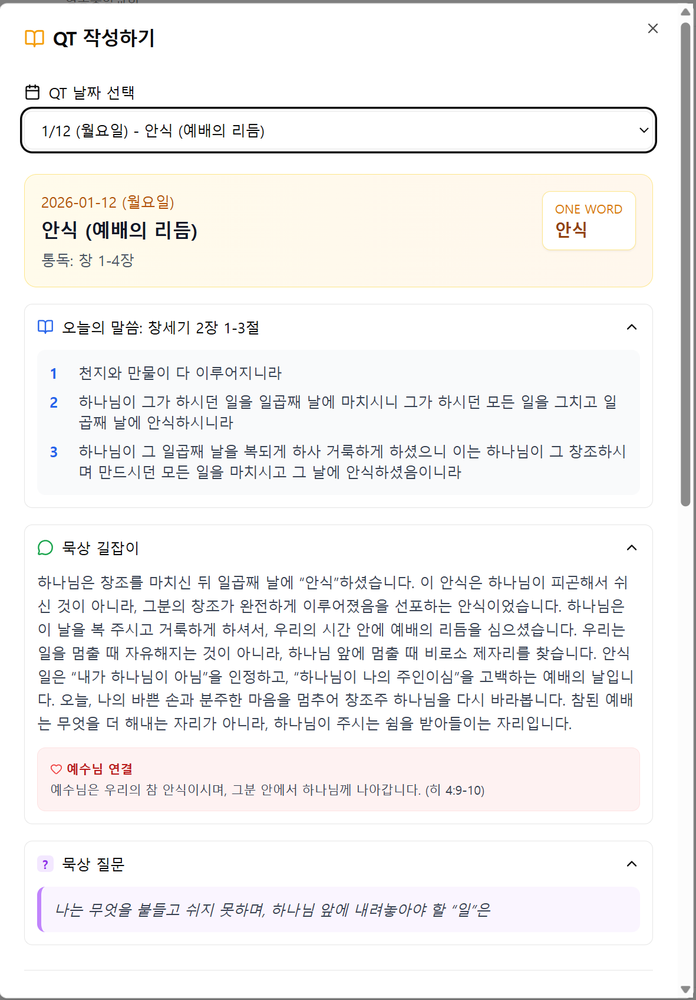 QT 작성하기
QT 날짜 선택
1/12 (월요일) - 안식 (예배의 리듬)
2026-01-12 (월요일)
안식 (예배의 리듬)
통독: 창 1-4장
ONE WORD
안식
오늘의 말씀: 창세기 2장 1-3절
1 천지와 만물이 다 이루어지니라
2 하나님이 그가 하시던 일을 일곱째 날에 마치시니 그가 하시던 모든 일을 그치고 일
곱째 날에 안식하시니라
3 하나님이 그 일곱째 날을 복되게 하사 거룩하게 하셨으니 이는 하나님이 그 창조하시
며 만드시던 모든 일을 마치시고 그 날에 안식하셨음이니라
묵상 길잡이
하나님은 창조를 마치신 뒤 일곱째 날에 “안식”하셨습니다. 이 안식은 하나님이 피곤해서 쉬
신 것이 아니라, 그분의 창조가 완전하게 이루어졌음을 선포하는 안식이었습니다. 하나님은
이 날을 복 주시고 거룩하게 하셔서, 우리의 시간 안에 예배의 리듬을 심으셨습니다. 우리는
일을 멈출 때 자유해지는 것이 아니라, 하나님 앞에 멈출 때 비로소 제자리를 찾습니다. 안식
일은 “내가 하나님이 아님”을 인정하고, “하나님이 나의 주인이심”을 고백하는 예배의 날입니
다. 오늘, 나의 바쁜 손과 분주한 마음을 멈추어 창조주 하나님을 다시 바라봅니다. 참된 예배
는 무엇을 더 해내는 자리가 아니라, 하나님이 주시는 쉼을 받아들이는 자리입니다.
예수님 연결
예수님은 우리의 참 안식이시며, 그분 안에서 하나님께 나아갑니다. (히 4:9-10)
? 묵상 질문
나는 무엇을 붙들고 쉬지 못하며, 하나님 앞에 내려놓아야 할 “일”은